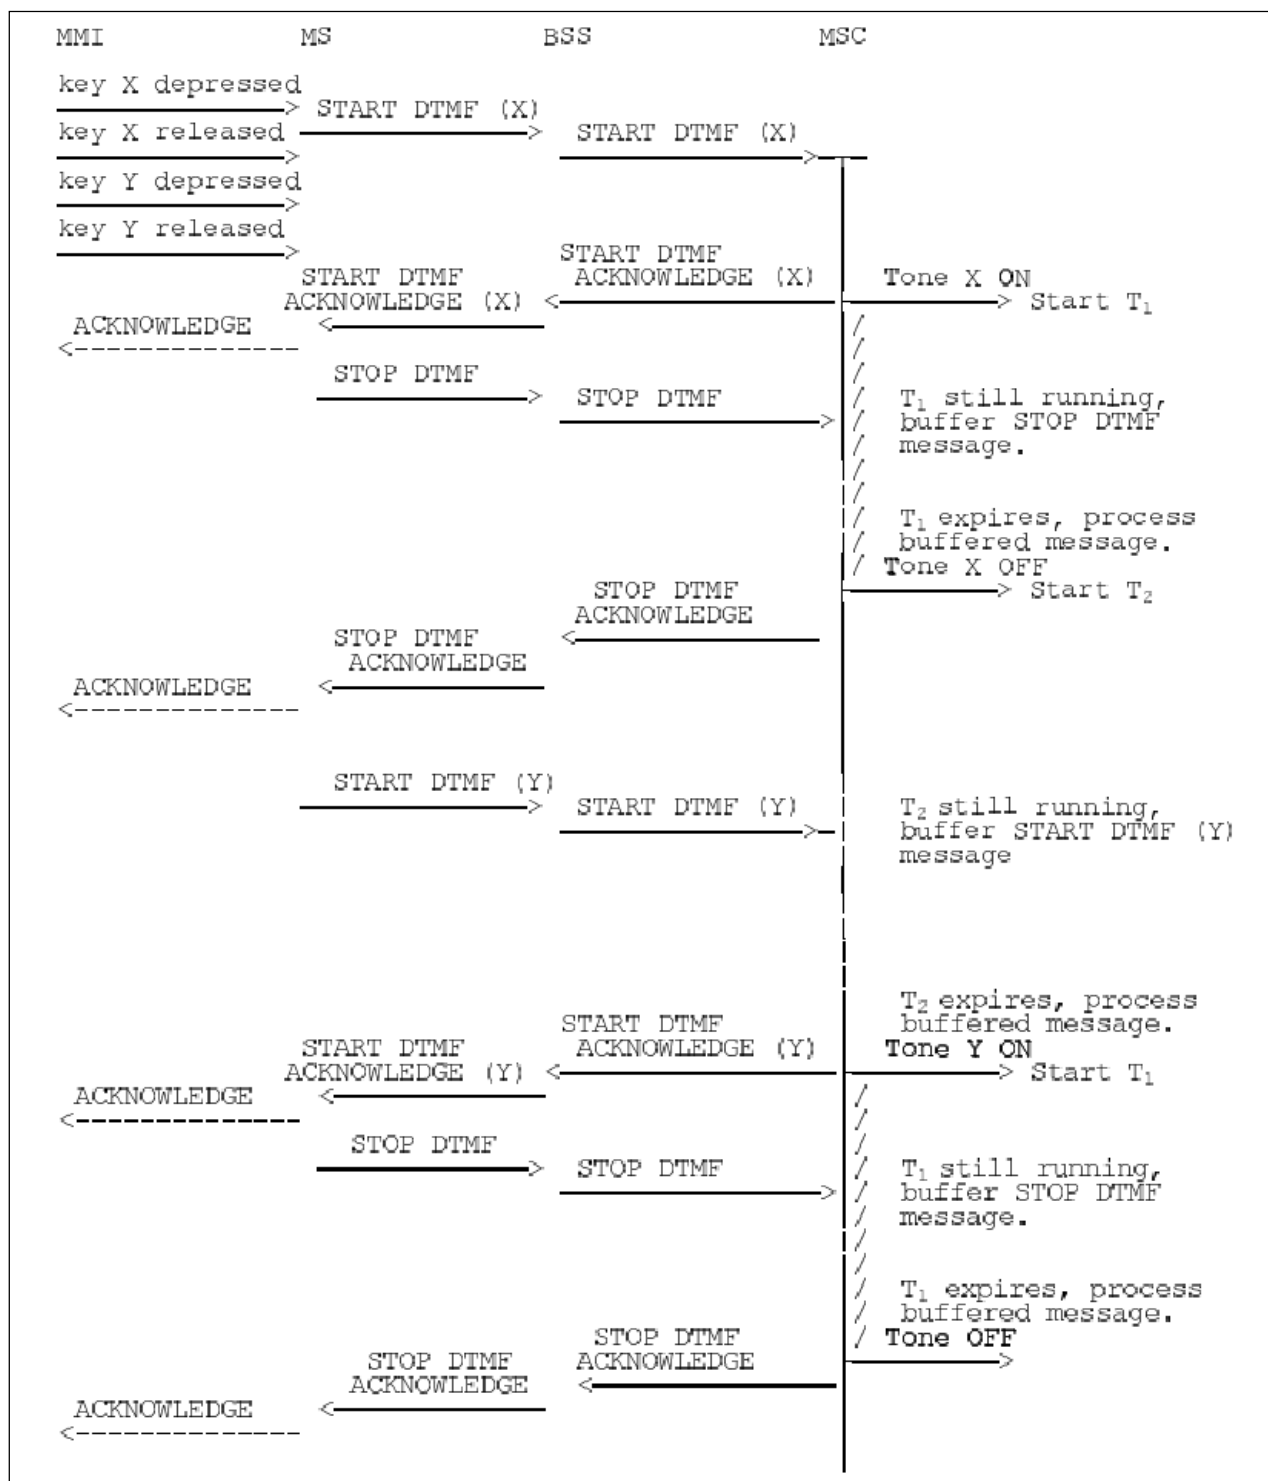 MMI MS BSS MSC
key X depressed
START DTMF (X)
key X released
START DTMF (X)
key Y depressed
key Y released
START DTMF
ACKNOWLEDGE (X)
Tone X ON
START DTMF
ACKNOWLEDGE (X)
Start T1
ACKNOWLEDGE
STOP DTMF
STOP DTMF
T1 still running,
buffer STOP DTMF
message.
T1 expires, process
buffered message.
Tone X OFF
Start T2
STOP DTMF
ACKNOWLEDGE
STOP DTMF
ACKNOWLEDGE
ACKNOWLEDGE
START DTMF (Y)
START DTMF (Y)
T2 still running,
buffer START DTMF (Y)
message
T2 expires, process
buffered message.
START DTMF
ACKNOWLEDGE (Y)
Tone Y ON
START DTMF
ACKNOWLEDGE (Y)
Start T1
ACKNOWLEDGE
STOP DTMF
STOP DTMF
T1 still running,
buffer STOP DTMF
message.
T1 expires, process
buffered message.
Tone OFF
STOP DTMF
ACKNOWLEDGE
STOP DTMF
ACKNOWLEDGE
ACKNOWLEDGE